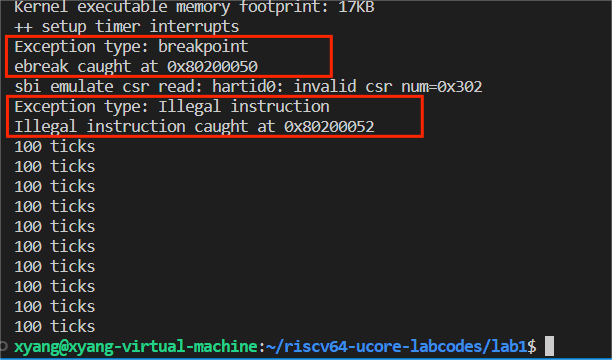 Kernel executable memory footprint: 17KB
++ setup timer interrupts
Exception type: breakpoint
ebreak caught at 0x80200050
sbi emulate csr read: hartid0: invalid csr num=0x302
Exception type: Illegal instruction
Illegal instruction caught at 0x80200052
100 ticks
100 ticks
100 ticks
100 ticks
100 ticks
100 ticks
100 ticks
100 ticks
100 ticks
100 ticks
xyang@xyang-virtual-machine:~/riscv64-ucore-labcodes/lab1$